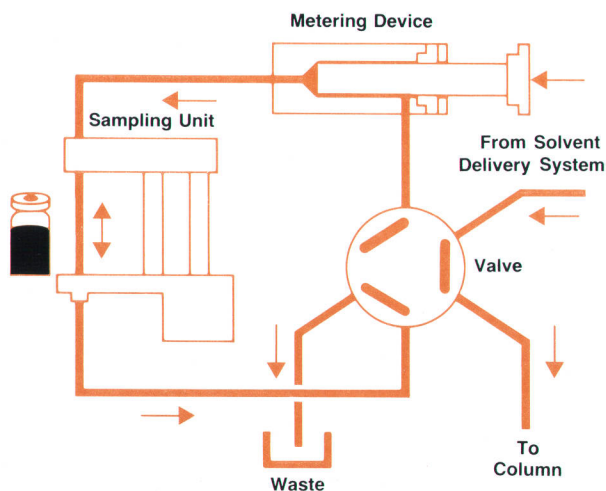 Metering Device
Sampling Unit
From Solvent
Delivery System
Valve
To
Column
Waste